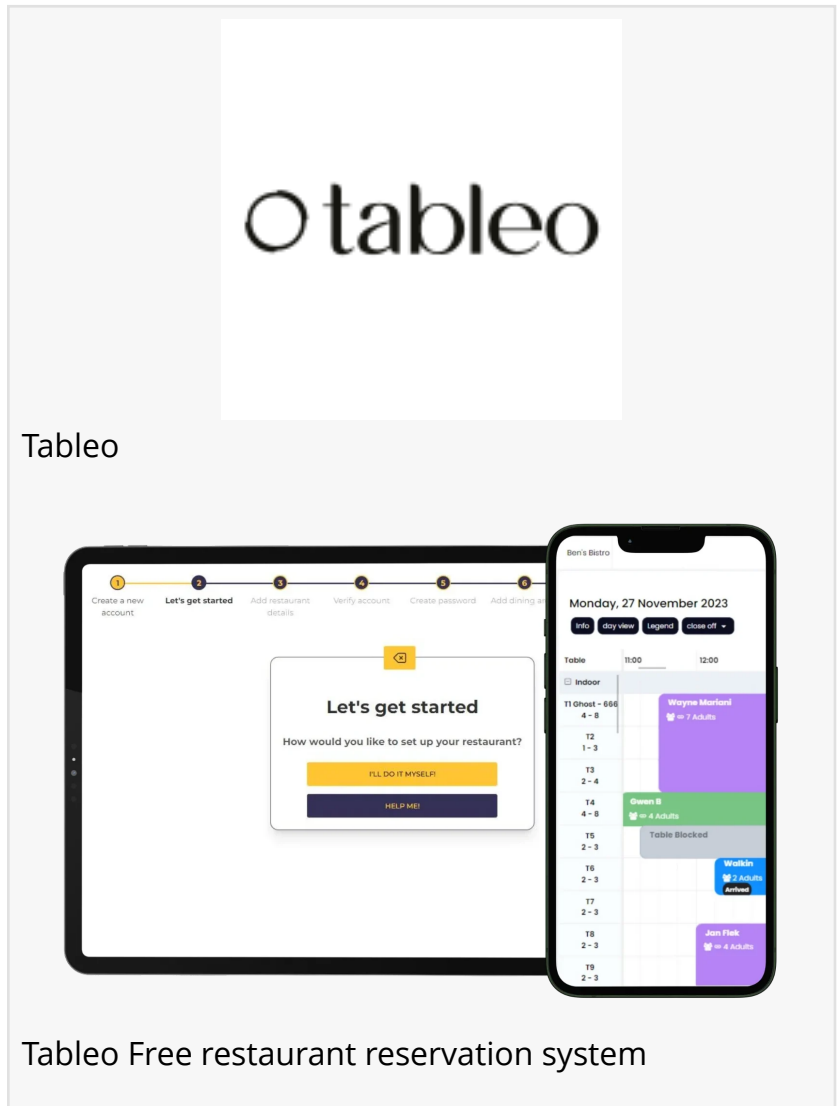 tableo
Tableo
1 2 3 4 5 6
Create a new account
Let's get started
Add restaurant details
Verify account
Create password
Add dining ar
Let's get started
How would you like to set up your restaurant?
I'LL DO IT MYSELF!
HELP ME!
Ben's Bistro
Monday, 27 November 2023
Info day view Legend close off
Table 11:00 12:00
Indoor
T1 Ghost - 666
4 - 8
Wayne Mariani
7 Adults
T2
1 - 3
T3
2 - 4
T4
4 - 8
Gwen B
4 Adults
T5
2 - 3
Table Blocked
T6
2 - 3
Walkin
2 Adults
Arrived
T7
2 - 3
T8
2 - 3
Jan Flek
4 Adults
T9
2 - 3
Tableo Free restaurant reservation system